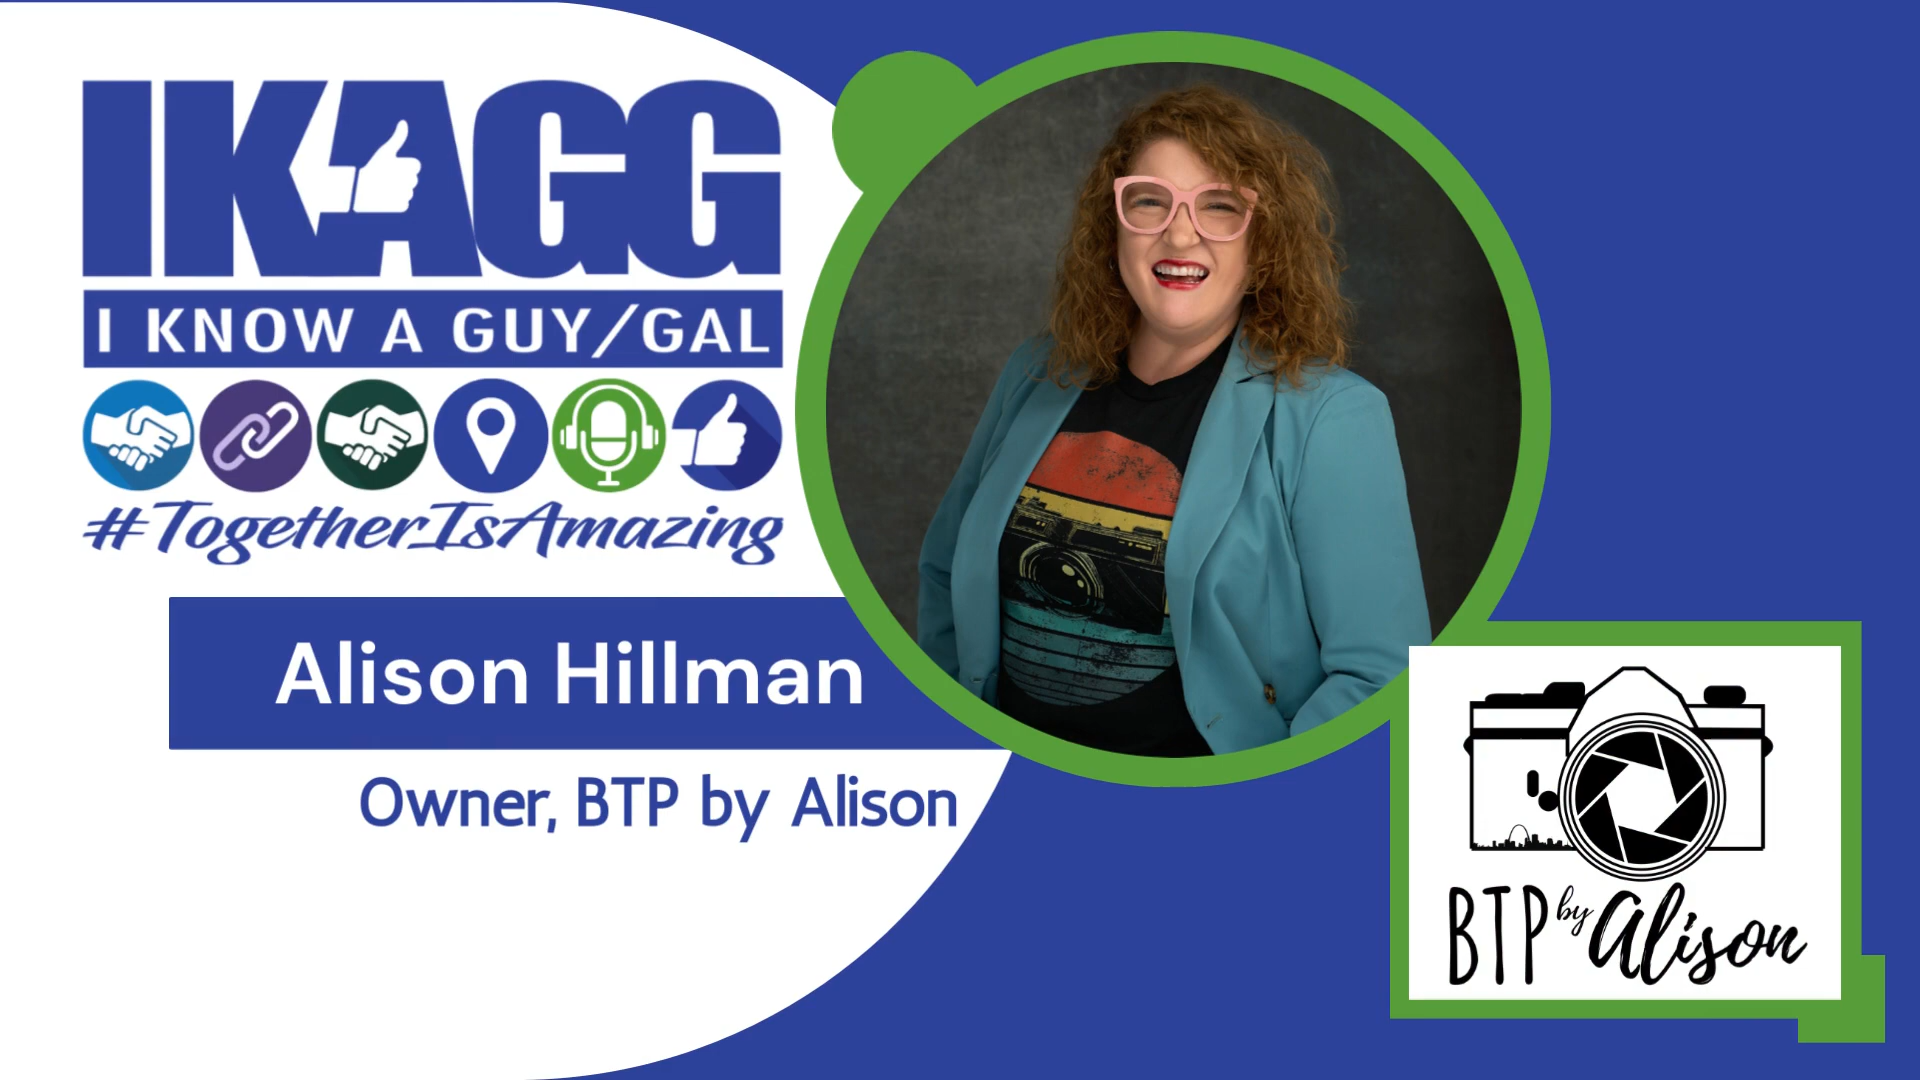 IKAGG
I KNOW A GUY/GAL
#TogetherIsAmazing
Alison Hillman
Owner, BTP by Alison
BTP by Alison